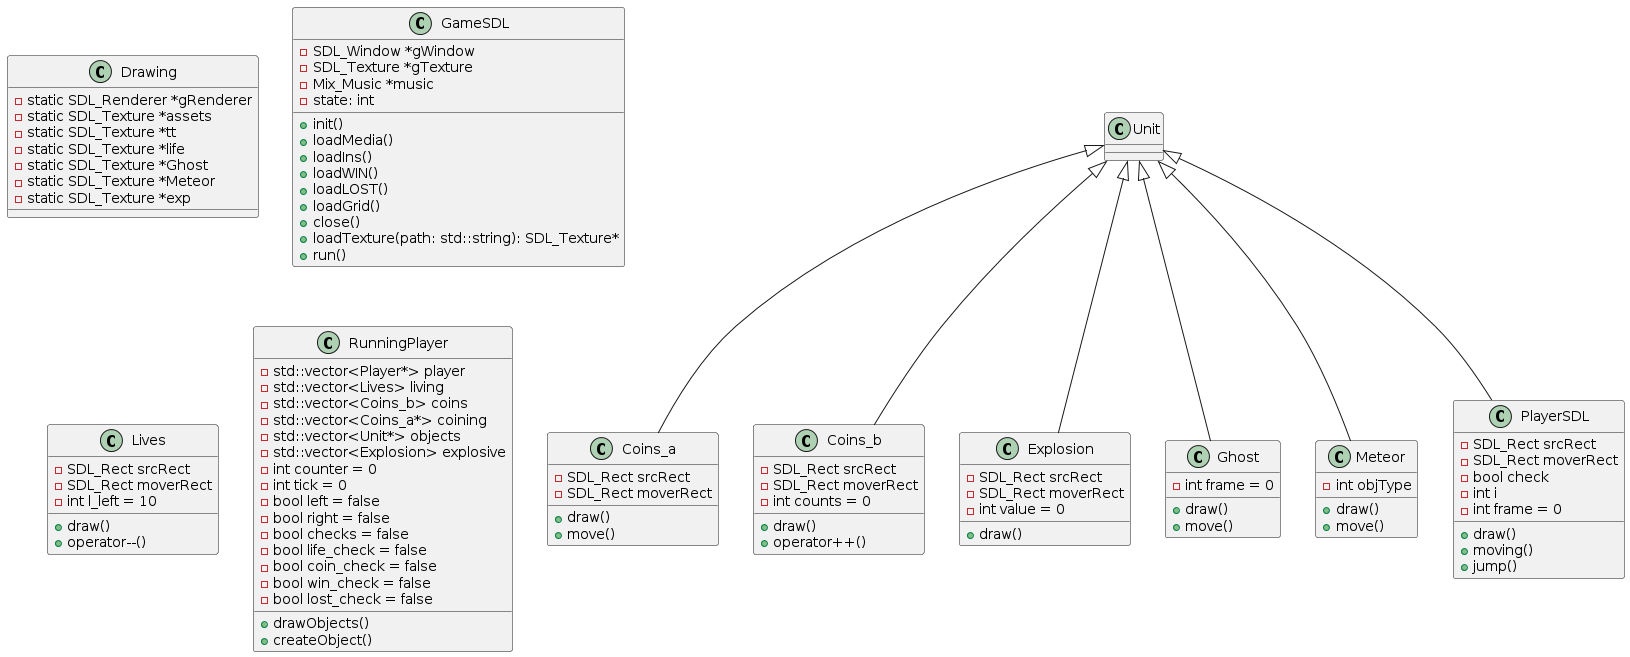 C Drawing
static SDL_Renderer *gRenderer
static SDL_Texture *assets
static SDL_Texture *tt
static SDL_Texture *life
static SDL_Texture *Ghost
static SDL_Texture *Meteor
static SDL_Texture *exp
C GameSDL
SDL_Window *gWindow
SDL_Texture *gTexture
Mix_Music *music
state: int
init()
loadMedia()
loadIns()
loadWIN()
loadLOST()
loadGrid()
close()
loadTexture(path: std::string): SDL_Texture*
run()
C Unit
C Lives
SDL_Rect srcRect
SDL_Rect moverRect
int l_left = 10
draw()
operator--()
C RunningPlayer
std::vector<Player*> player
std::vector<Lives> living
std::vector<Coins_b> coins
std::vector<Coins_a*> coining
std::vector<Unit*> objects
std::vector<Explosion> explosive
int counter = 0
int tick = 0
bool left = false
bool right = false
bool checks = false
bool life_check = false
bool coin_check = false
bool win_check = false
bool lost_check = false
drawObjects()
createObject()
C Coins_a
SDL_Rect srcRect
SDL_Rect moverRect
draw()
move()
C Coins_b
SDL_Rect srcRect
SDL_Rect moverRect
int counts = 0
draw()
operator++()
C Explosion
SDL_Rect srcRect
SDL_Rect moverRect
int value = 0
draw()
C Ghost
int frame = 0
draw()
move()
C Meteor
int objType
draw()
move()
C PlayerSDL
SDL_Rect srcRect
SDL_Rect moverRect
bool check
int i
int frame = 0
draw()
moving()
jump()